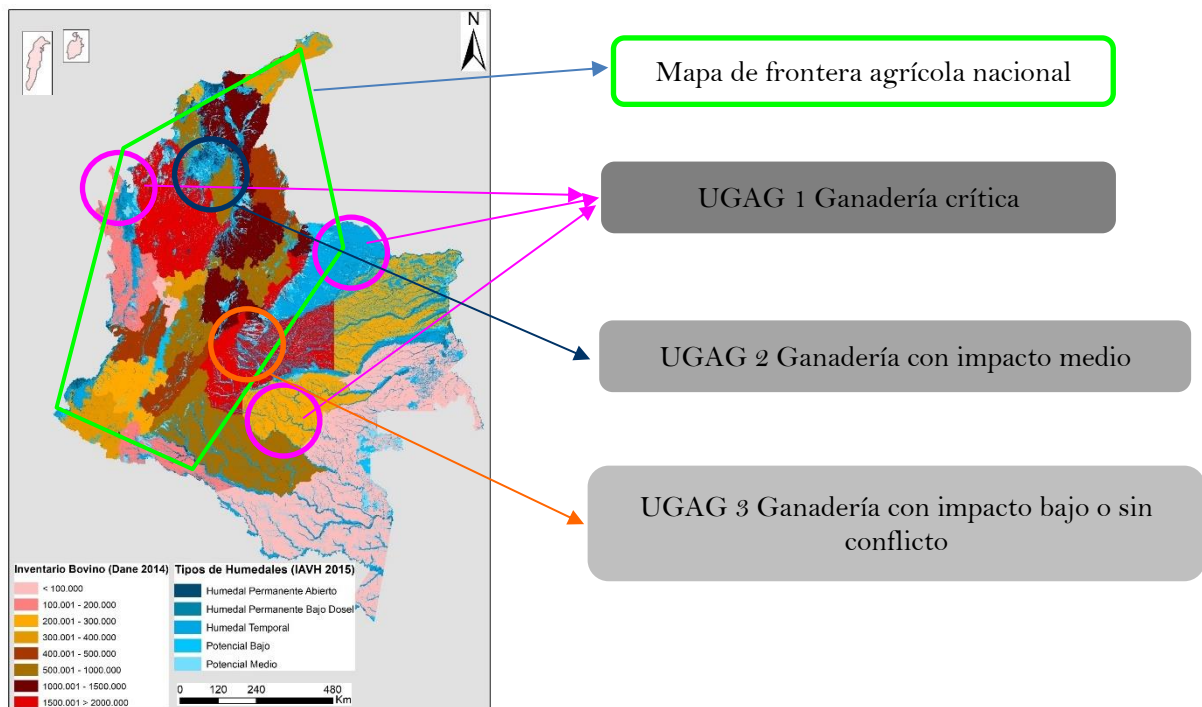 N
Mapa de frontera agrícola nacional
UGAG 1 Ganadería crítica
UGAG 2 Ganadería con impacto medio
UGAG 3 Ganadería con impacto bajo o sin
conflicto
Inventario Bovino (Dane 2014)
< 100.000
100.001 - 200.000
200.001 - 300.000
300.001 - 400.000
400.001 - 500.000
500.001 - 1000.000
1000.001 - 1500.000
1500.001 > 2000.000
Tipos de Humedales (IAVH 2015)
Humedal Permanente Abierto
Humedal Permanente Bajo Dosel
Humedal Temporal
Potencial Bajo
Potencial Medio
0 120 240 480
Km